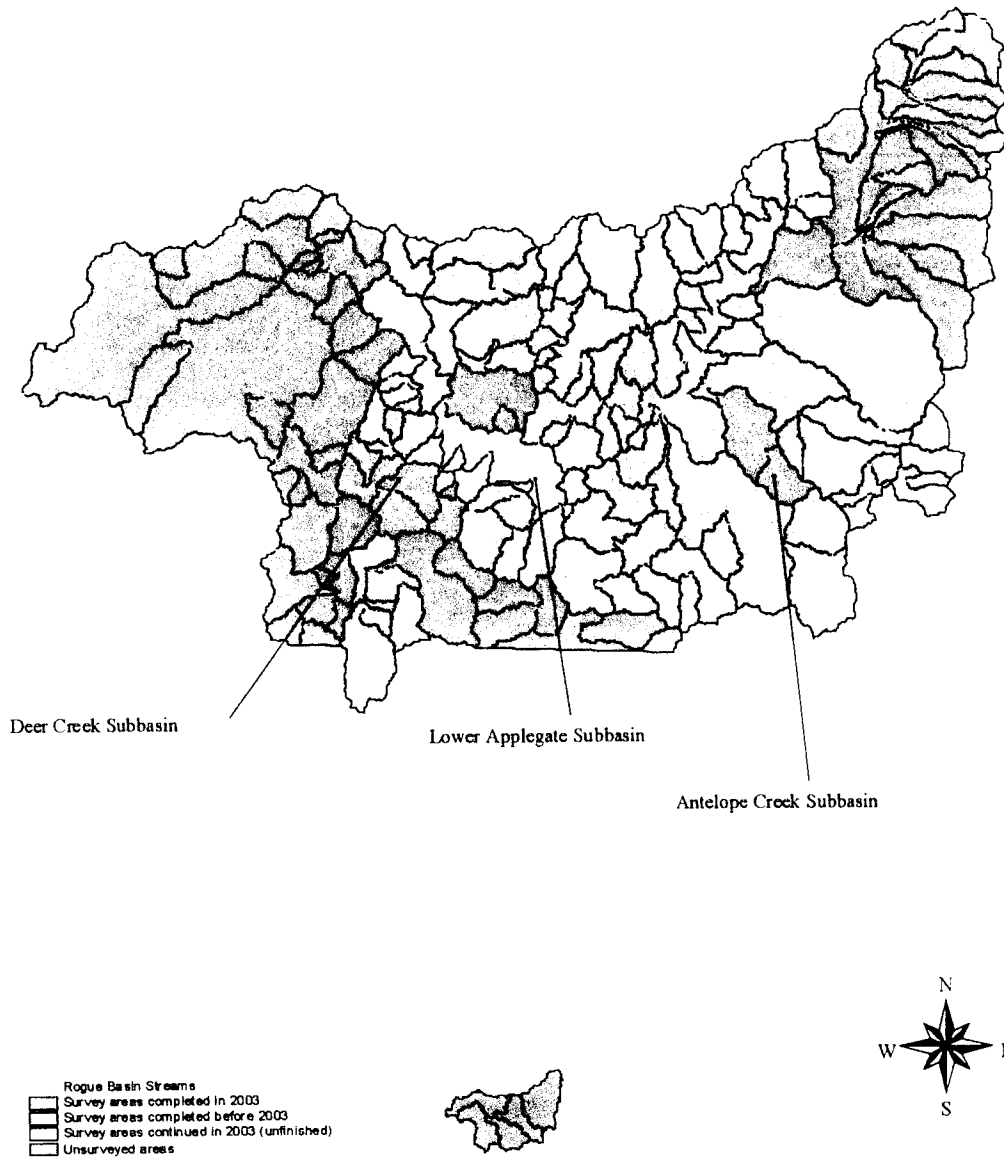 Deer Creek Subbasin
Lower Applegate Subbasin
Antelope Creek Subbasin
N
W
S
Rogue Basin Streams
Survey areas completed in 2003
Survey areas completed before 2003
Survey areas continued in 2003 (unfinished)
Unsurveyed areas